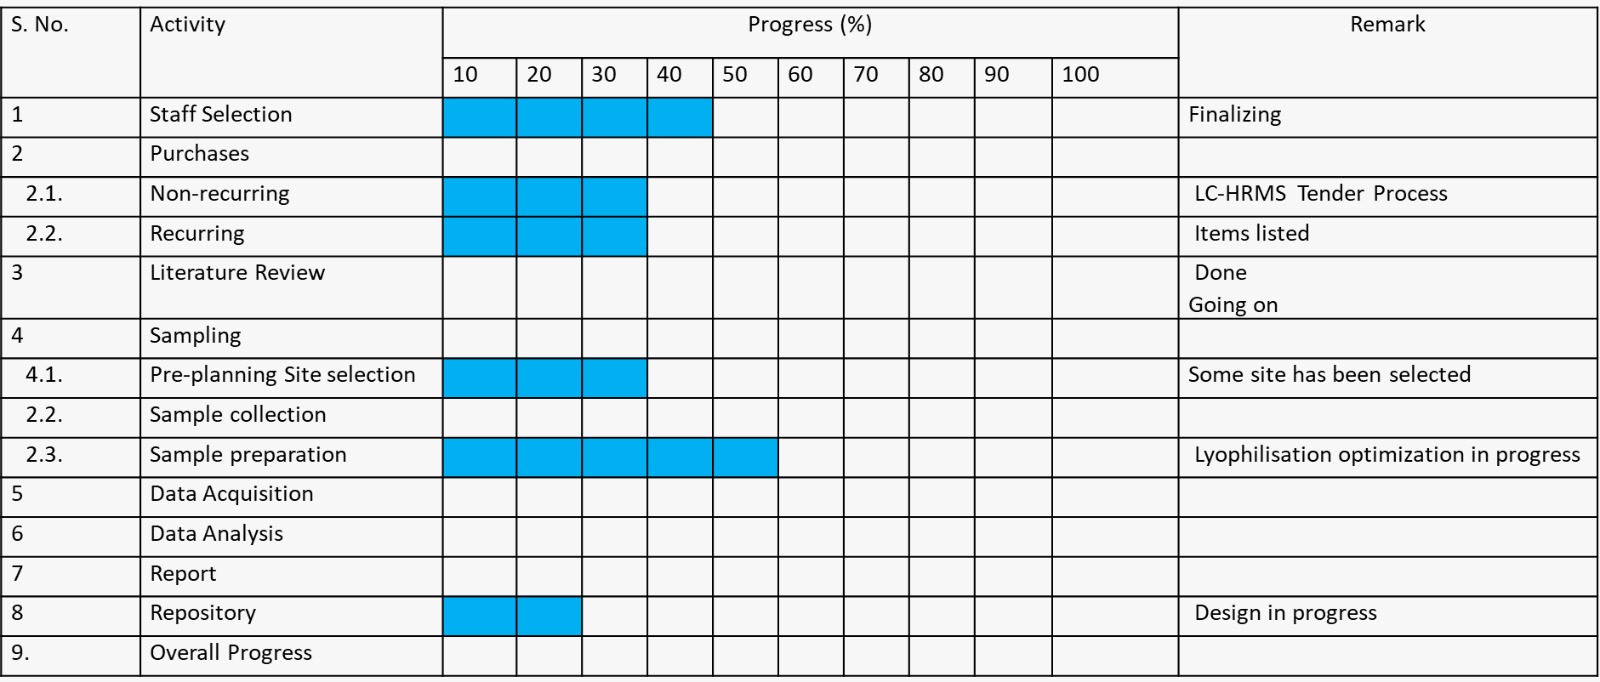 S. No. Activity Progress (%) Remark
10 20 30 40 50 60 70 80 90 100
1 Staff Selection Finalizing
2 Purchases
2.1. Non-recurring LC-HRMS Tender Process
2.2. Recurring Items listed
3 Literature Review Done
Going on
4 Sampling
4.1. Pre-planning Site selection Some site has been selected
2.2. Sample collection
2.3. Sample preparation Lyophilisation optimization in progress
5 Data Acquisition
6 Data Analysis
7 Report
8 Repository Design in progress
9. Overall Progress